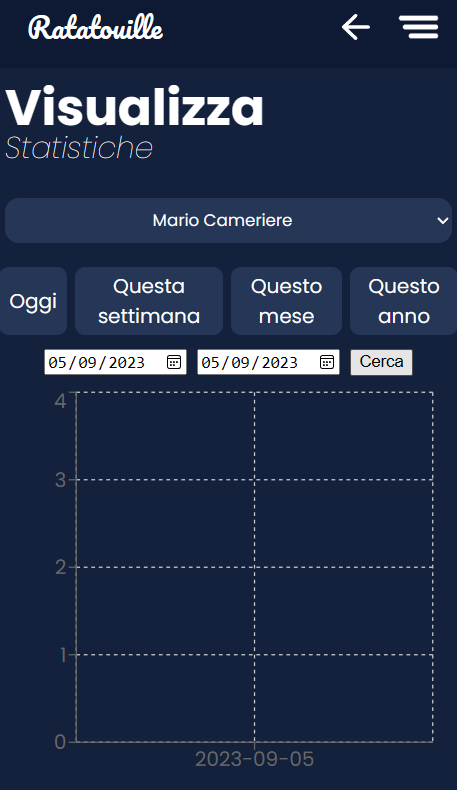 Ratatouille
Visualizza
Statistiche
Mario Cameriere
Oggi
Questa
settimana
Questo
mese
Questo
anno
05/09/2023
05/09/2023
Cerca
4
3
2
1
0
2023-09-05